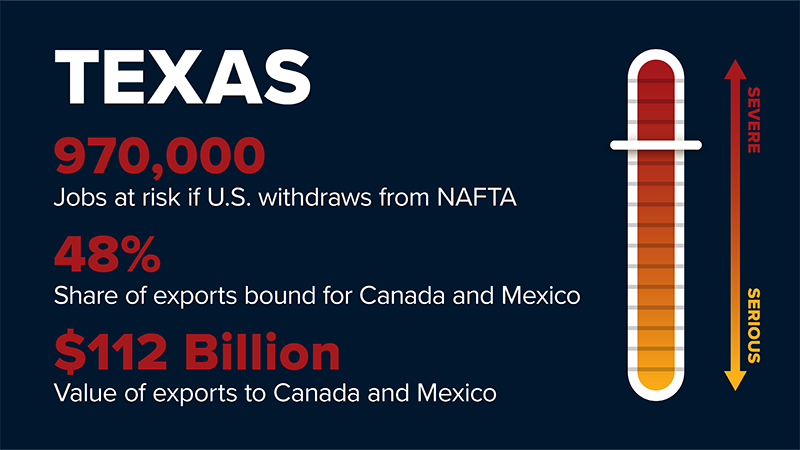 TEXAS
970,000
Jobs at risk if U.S. withdraws from NAFTA
48%
Share of exports bound for Canada and Mexico
$112 Billion
Value of exports to Canada and Mexico
SEVERE
SERIOUS